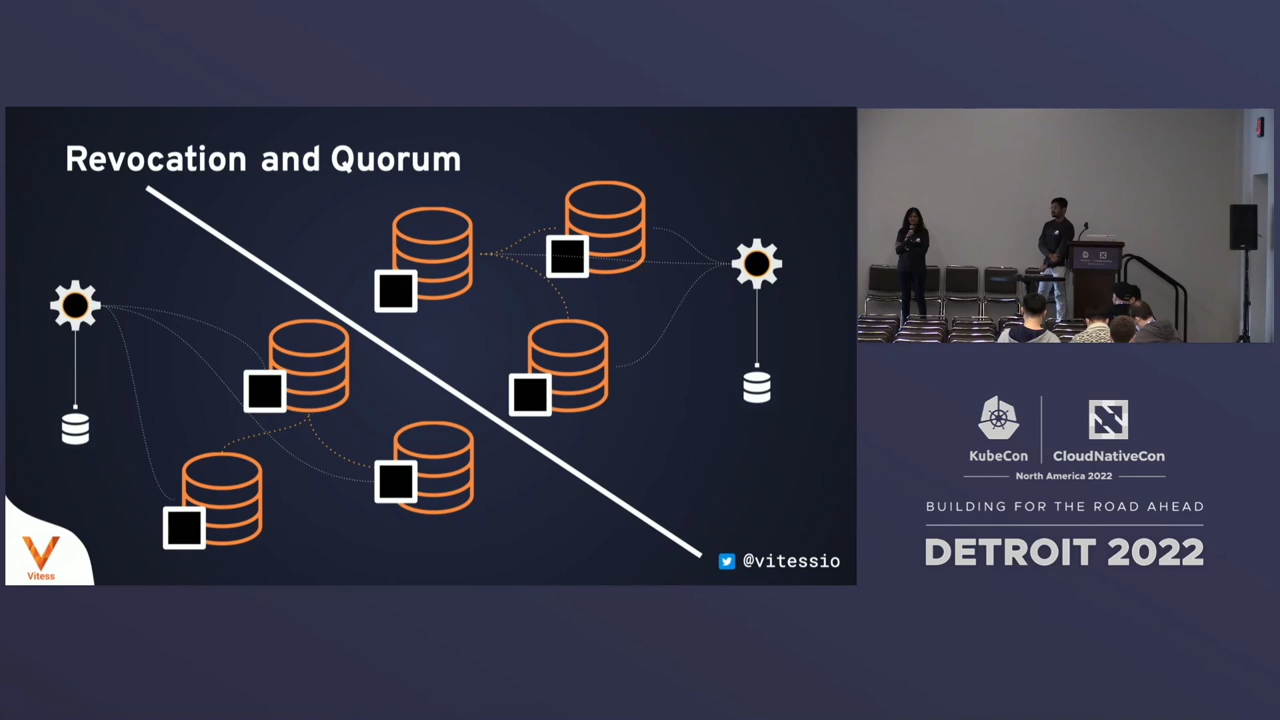 Revocation and Quorum
Vitess
@vitessio
KubeCon
CloudNativeCon
North America 2022
BUILDING FOR THE ROAD AHEAD
DETROIT 2022